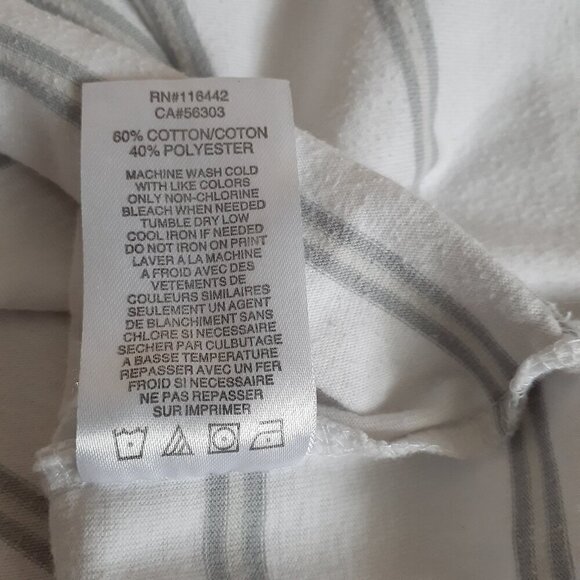 RN#116442
CA#56303
60% COTTON/COTON
40% POLYESTER
MACHINE WASH COLD
WITH LIKE COLORS
ONLY NON-CHLORINE
BLEACH WHEN NEEDED
TUMBLE DRY LOW
COOL IRON IF NEEDED
DO NOT IRON ON PRINT
LAVER A LA MACHINE
A FROID AVEC DES
VETEMENTS DE
COULEURS SIMILAIRES
SEULEMENT UN AGENT
DE BLANCHIMENT SANS
CHLORE SI NECESSAIRE
SECHER PAR CULBUTAGE
A BASSE TEMPERATURE
REPASSER AVEC UN FER
FROID SI NECESSAIRE
NE PAS REPASSER
SUR IMPRIMER